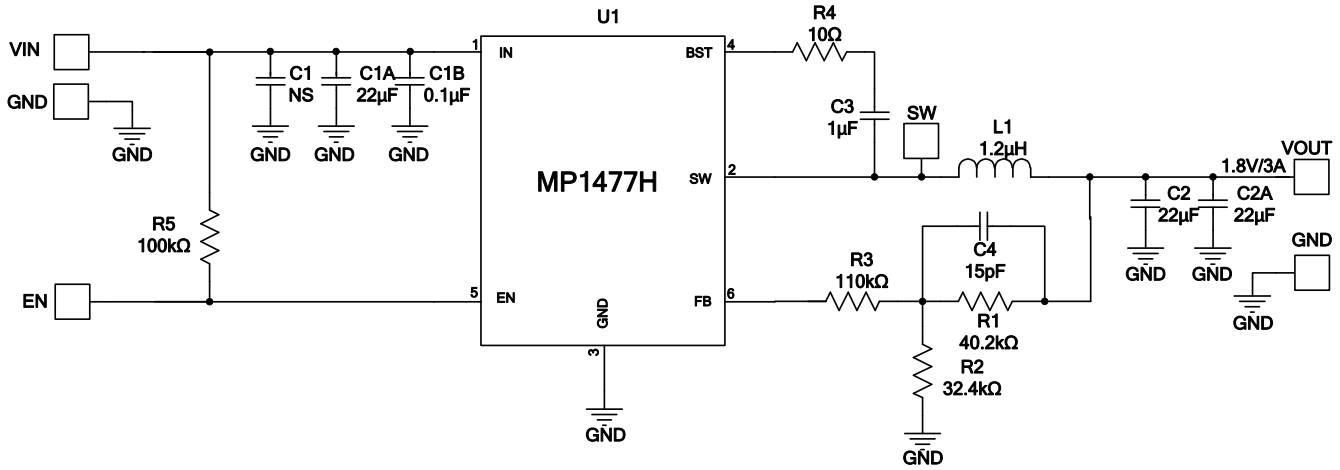 U1
VIN
1
IN
C1
NS
C1A
22µF
C1B
0.1µF
GND
GND
GND
GND
GND
R5
100kΩ
EN
5
EN
MP1477H
BST
4
R4
10Ω
C3
1µF
SW
2
SW
L1
1.2µH
VOUT
1.8V/3A
C2
22µF
C2A
22µF
GND
GND
GND
GND
FB
6
R3
110kΩ
C4
15pF
R1
40.2kΩ
R2
32.4kΩ
GND
GND
3
GND